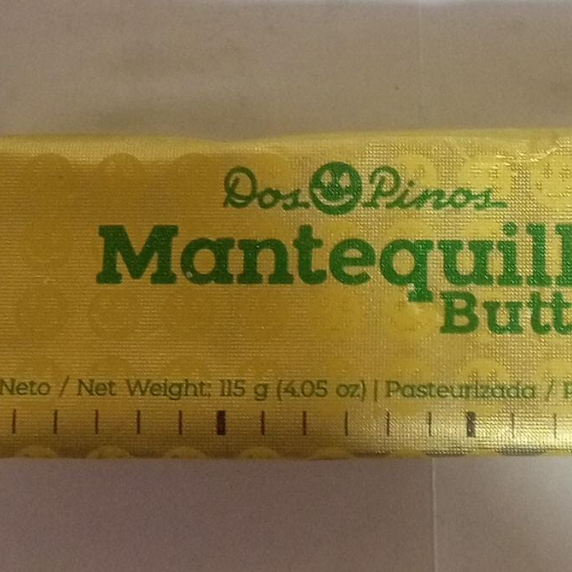 Dos Pinos
Mantequill
Butt
Neto / Net Weight: 115 g (4.05 oz) | Pasteurizada / P